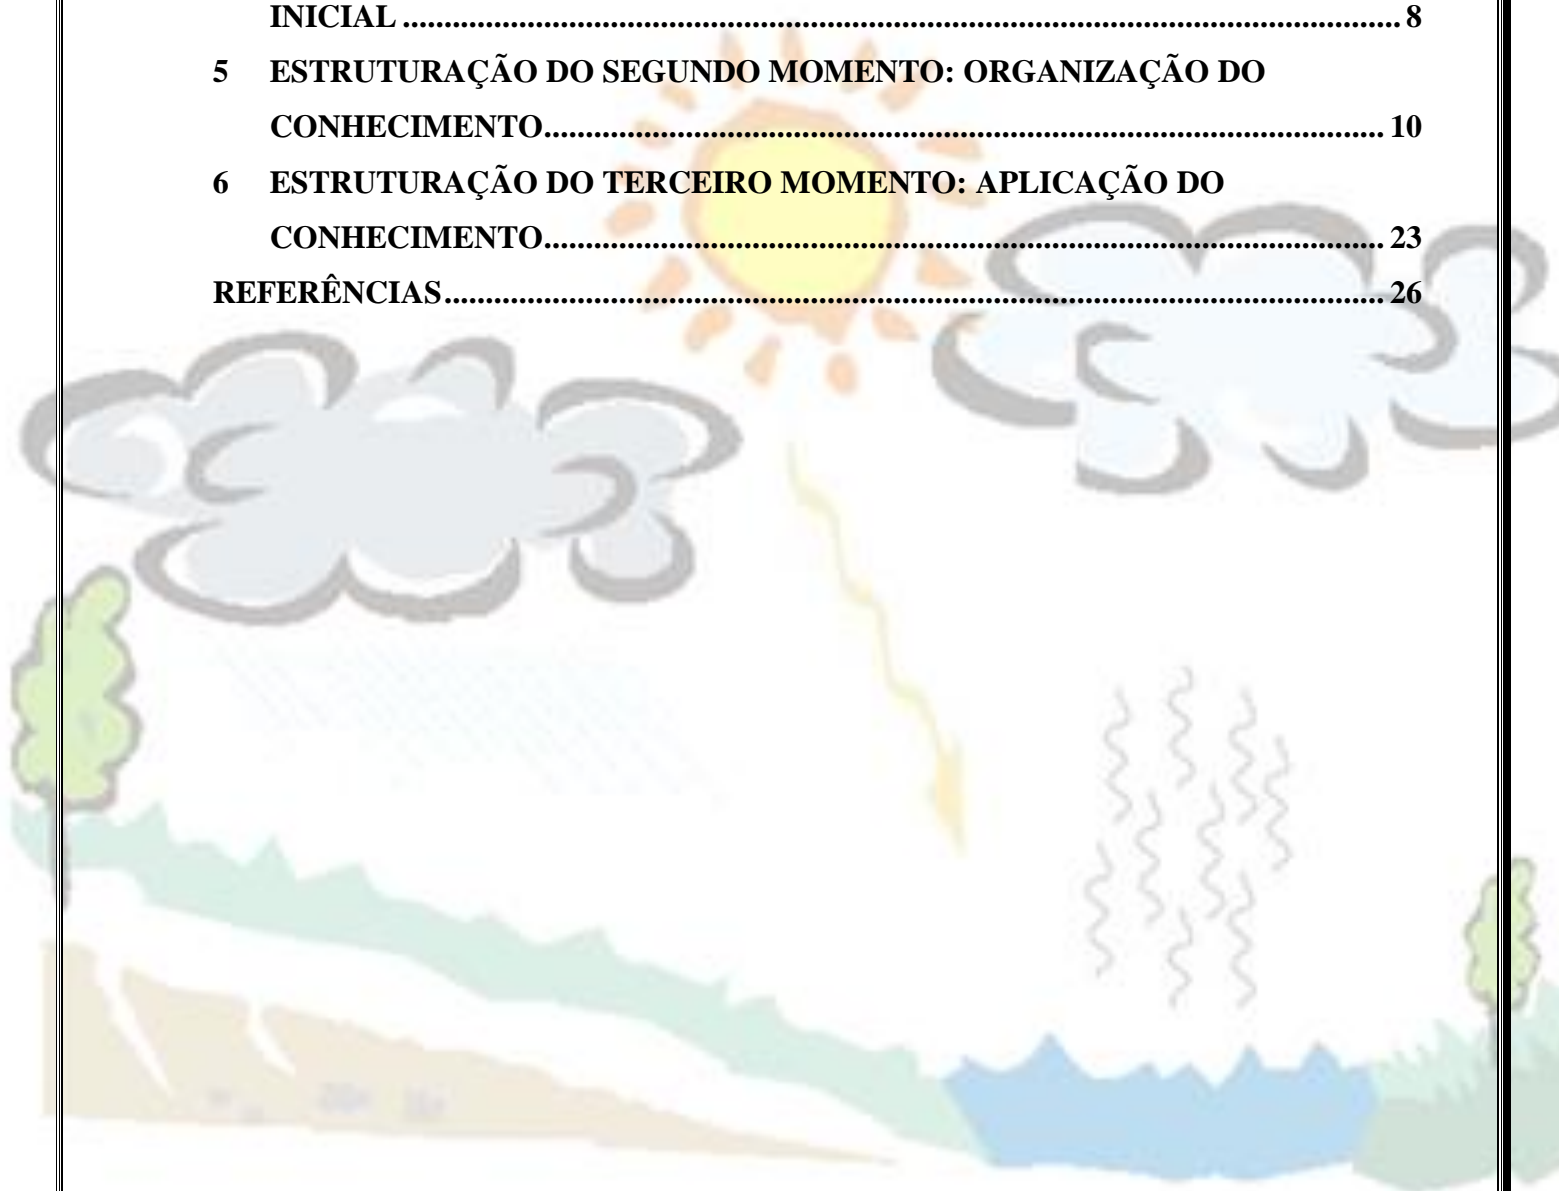 INICIAL ........................................................................................................................ 8
5 ESTRUTURAÇÃO DO SEGUNDO MOMENTO: ORGANIZAÇÃO DO
CONHECIMENTO..................................................................................................... 10
6 ESTRUTURAÇÃO DO TERCEIRO MOMENTO: APLICAÇÃO DO
CONHECIMENTO..................................................................................................... 23
REFERÊNCIAS................................................................................................................. 26